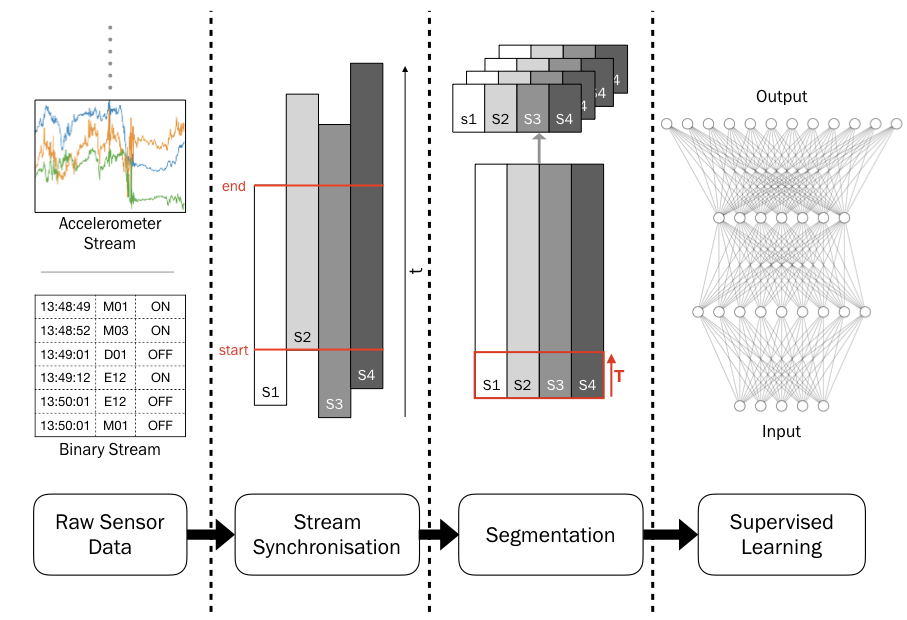 Accelerometer
Stream
13:48:49 M01 ON
13:48:52 M03 ON
13:49:01 D01 OFF
13:49:12 E12 ON
13:50:01 E12 OFF
13:50:01 M01 OFF
Binary Stream
end
start
S1
S2
S3
S4
t
s1 S2 S3 S4
4
54
4
S1 S2 S3 S4
T
Output
Input
Raw Sensor
Data
Stream
Synchronisation
Segmentation
Supervised
Learning